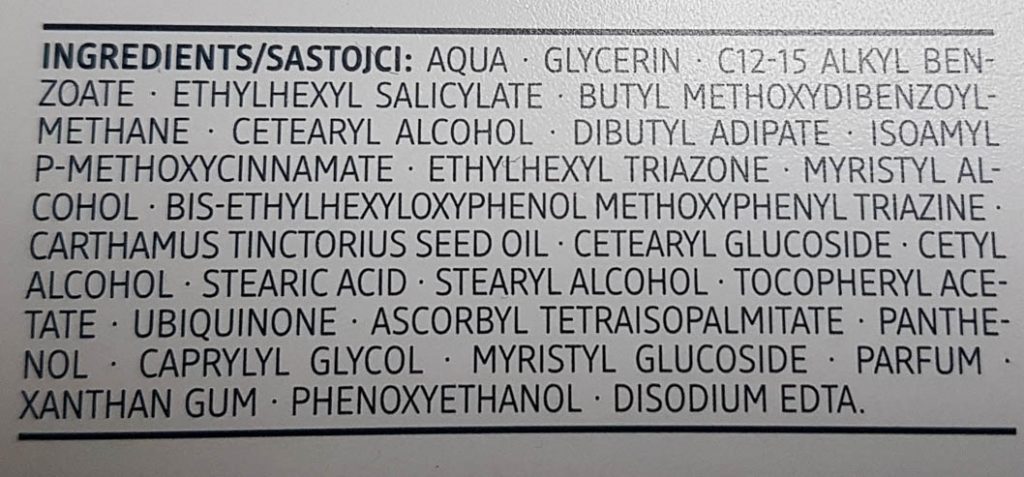 INGREDIENTS/SASTOJCI: AQUA · GLYCERIN · C12-15 ALKYL BEN-
ZOATE · ETHYLHEXYL SALICYLATE · BUTYL METHOXYDIBENZOYL-
METHANE · CETEARYL ALCOHOL · DIBUTYL ADIPATE · ISOAMYL
P-METHOXYCINNAMATE · ETHYLHEXYL TRIAZONE · MYRISTYL AL-
COHOL · BIS-ETHYLHEXYLOXYPHENOL METHOXYPHENYL TRIAZINE ·
CARTHAMUS TINCTORIUS SEED OIL · CETEARYL GLUCOSIDE · CETYL
ALCOHOL · STEARIC ACID · STEARYL ALCOHOL · TOCOPHERYL ACE-
TATE · UBIQUINONE · ASCORBYL TETRAISOPALMITATE · PANTHE-
NOL · CAPRYLYL GLYCOL · MYRISTYL GLUCOSIDE · PARFUM ·
XANTHAN GUM · PHENOXYETHANOL · DISODIUM EDTA.